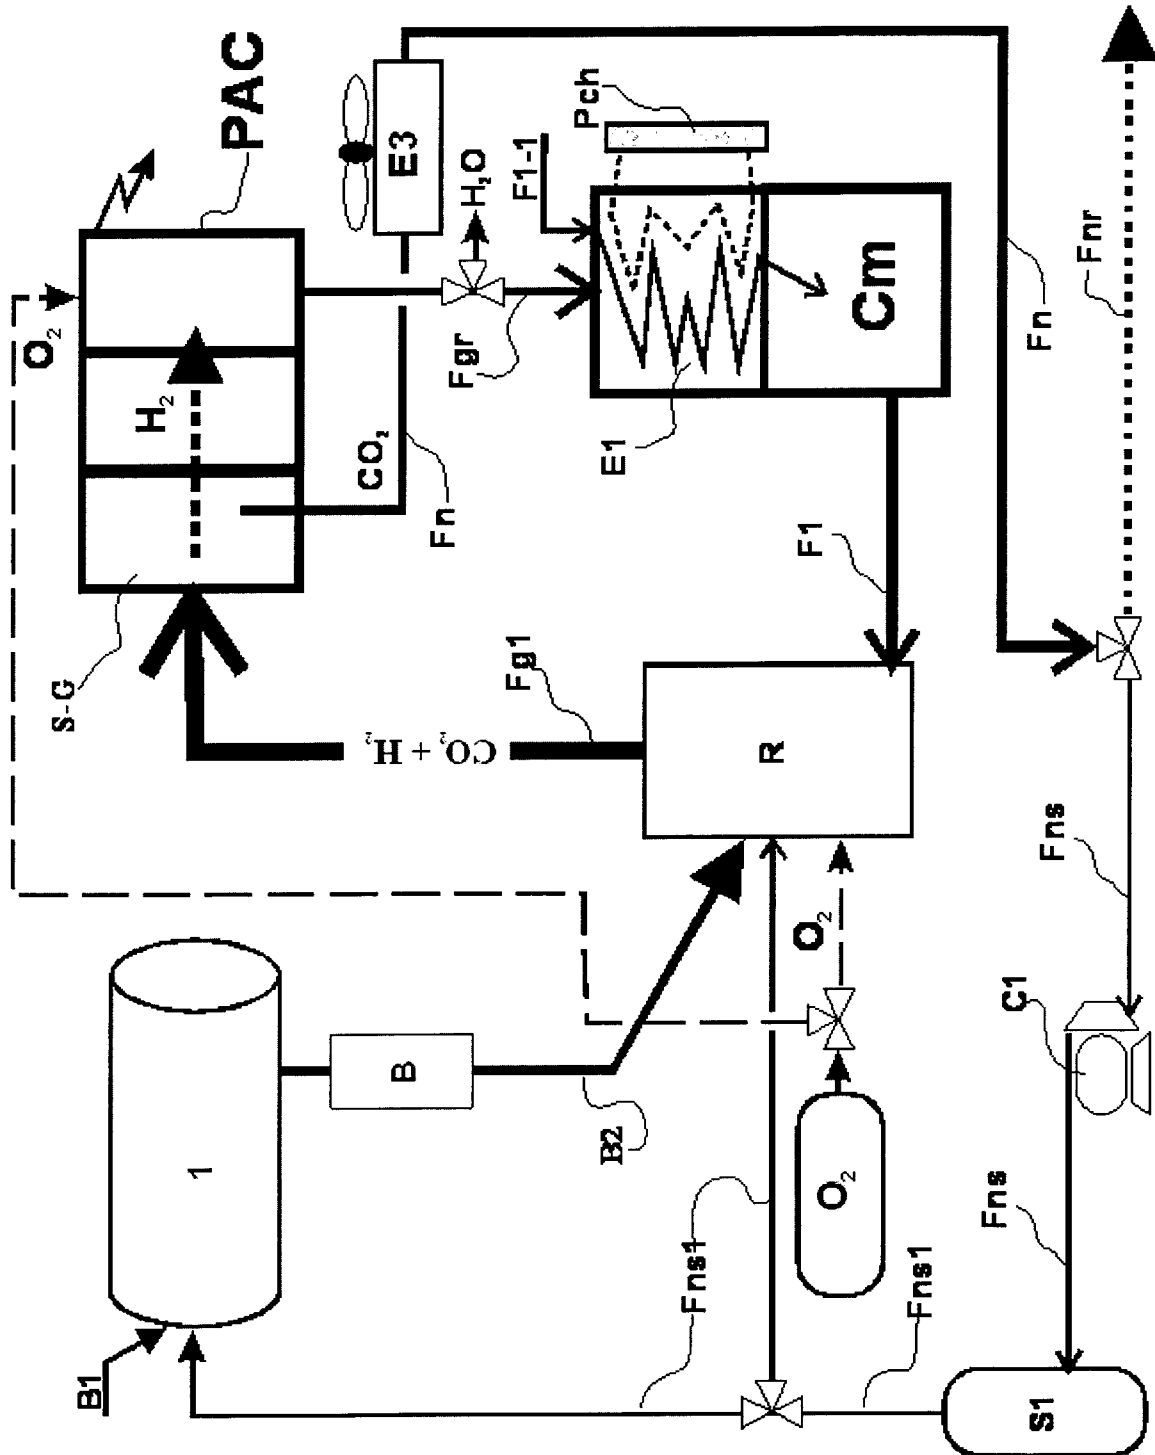 PAC
O₂
H₂
CO₂
Fn
S-G
E3
H₂O
Fgr
F1-1
Pch
E1
Cm
F1
Fn
Fnr
Fg1
CO₂ + H₂
R
1
B
B1
B2
O₂
O₂
Fns1
Fns1
Fns
Fns
C1
S1